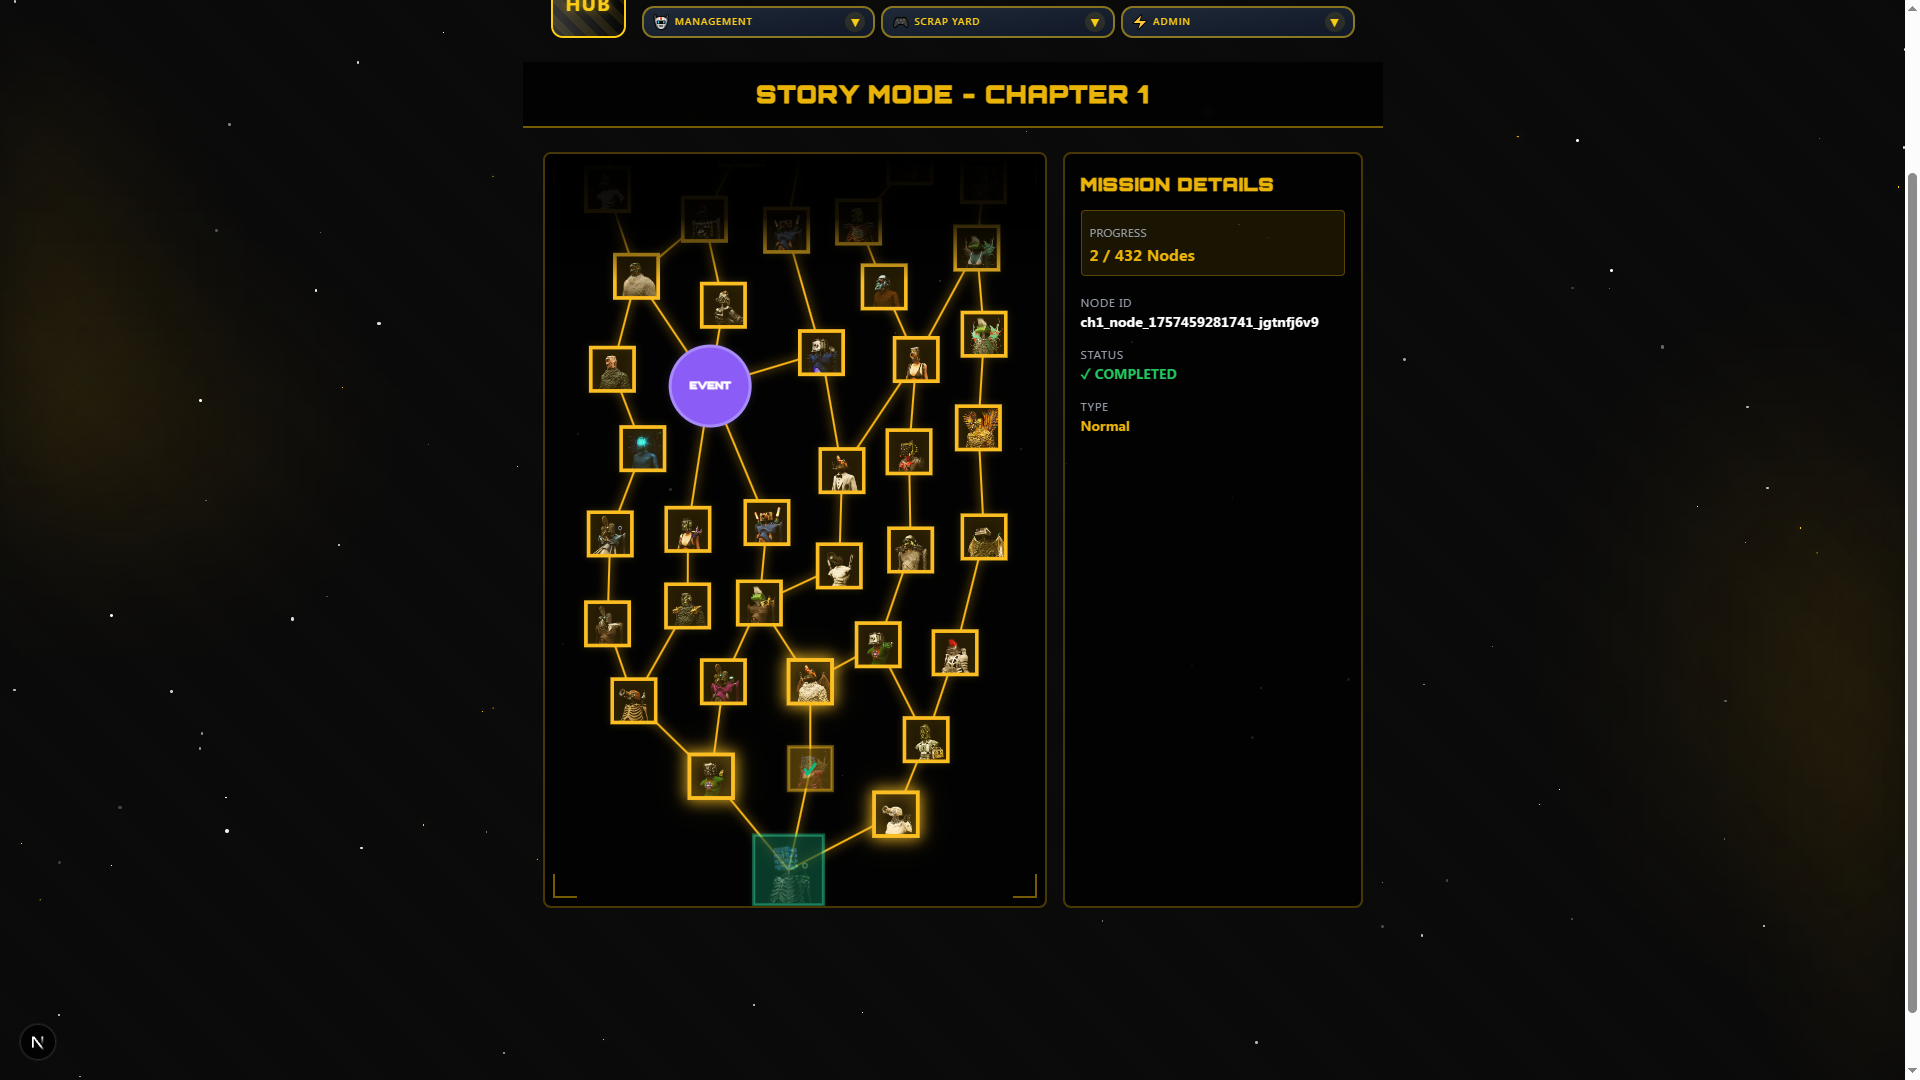 HUB
MANAGEMENT
SCRAP YARD
ADMIN
STORY MODE - CHAPTER 1
MISSION DETAILS
PROGRESS
2 / 432 Nodes
NODE ID
ch1_node_1757459281741_jgtnfj6v9
STATUS
✓ COMPLETED
TYPE
Normal
EVENT
N